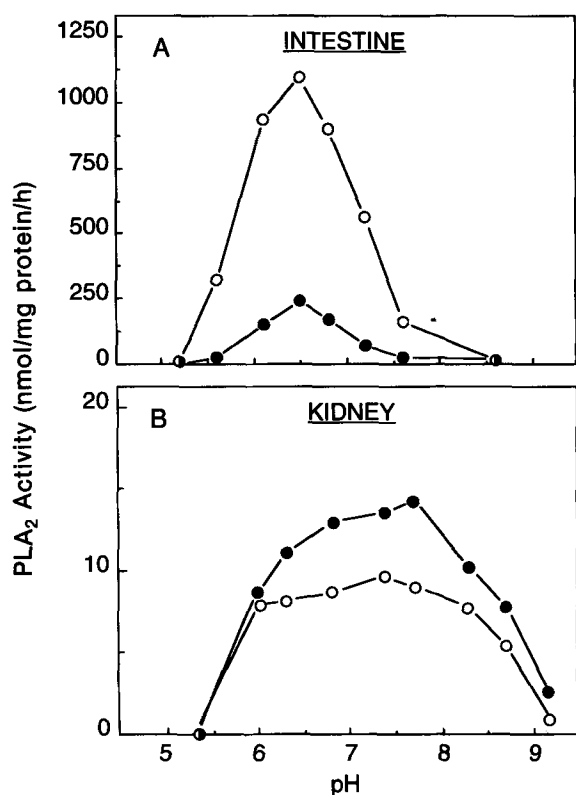 A
INTESTINE
1250
1000
750
500
250
0
B
KIDNEY
20
10
0
5 6 7 8 9
pH
PLA₂ Activity (nmol/mg protein/h)